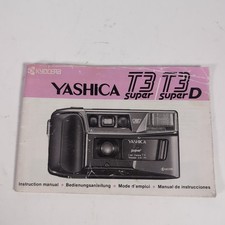 KYOCERA
YASHICA T3 super T3 super D
Instruction manual • Bedienungsanleitung • Mode d'emploi • Manual de instrucciones